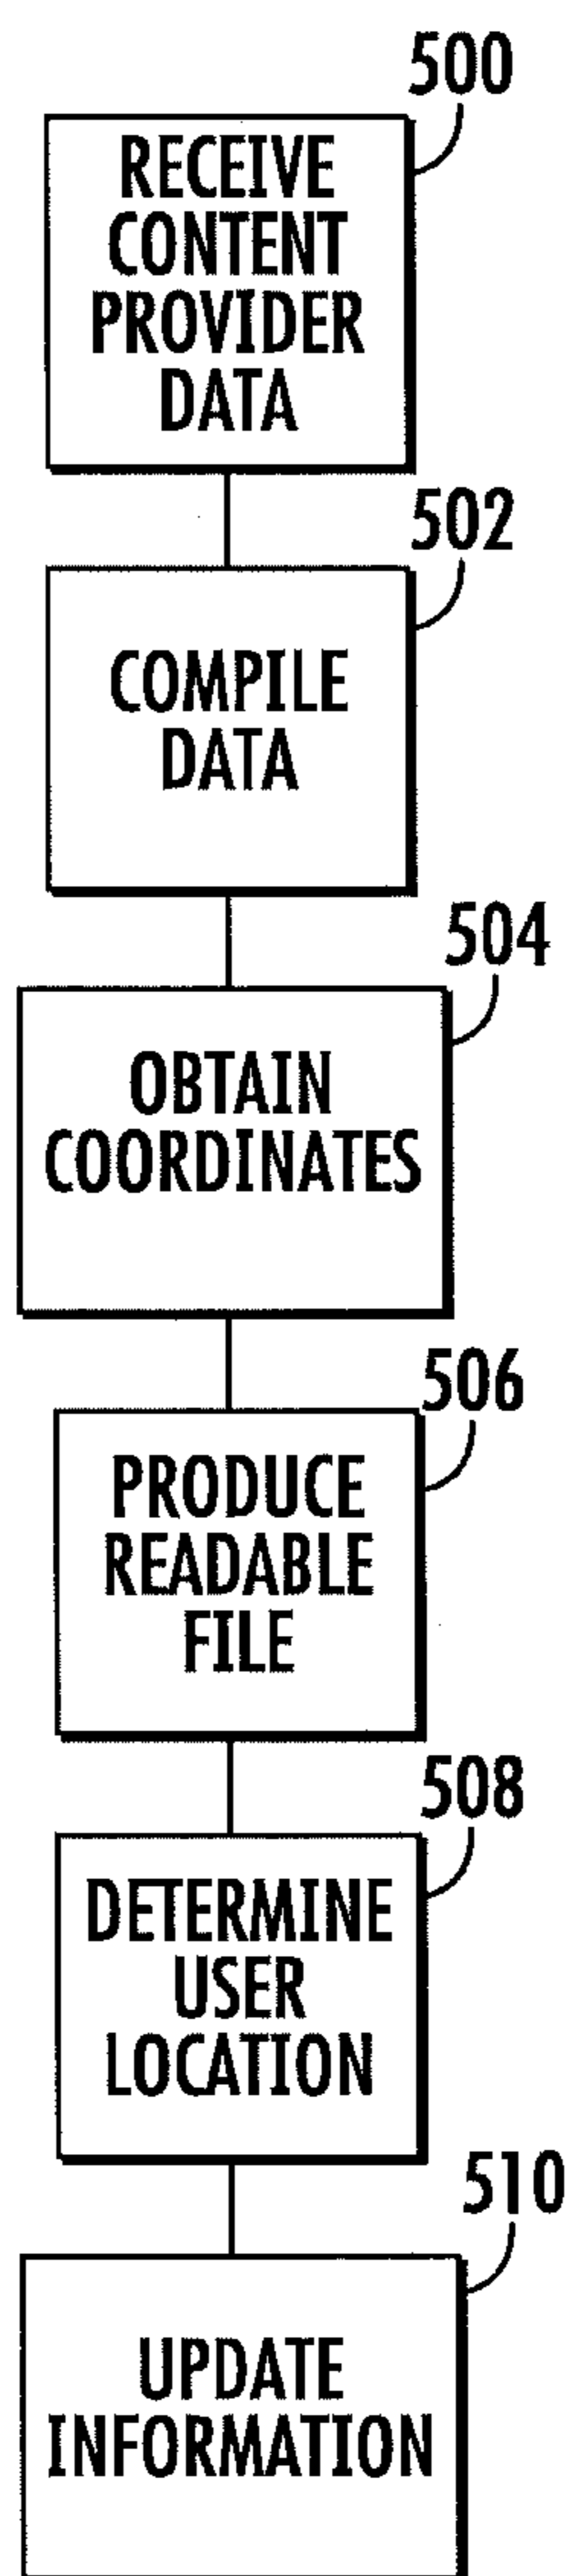 500
RECEIVE
CONTENT
PROVIDER
DATA
502
COMPILE
DATA
504
OBTAIN
COORDINATES
506
PRODUCE
READABLE
FILE
508
DETERMINE
USER
LOCATION
510
UPDATE
INFORMATION